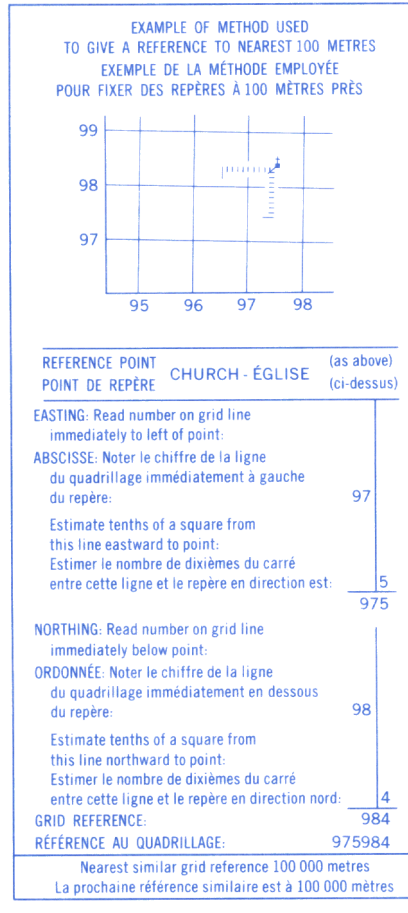 EXAMPLE OF METHOD USED
TO GIVE A REFERENCE TO NEAREST 100 METRES
EXEMPLE DE LA MÉTHODE EMPLOYÉE
POUR FIXER DES REPÈRES À 100 MÈTRES PRÈS
99
98
97
95 96 97 98
REFERENCE POINT
POINT DE REPÈRE
CHURCH - ÉGLISE
(as above)
(ci-dessus)
EASTING: Read number on grid line
immediately to left of point:
ABSCISSE: Noter le chiffre de la ligne
du quadrillage immédiatement à gauche
du repère: 97
Estimate tenths of a square from
this line eastward to point:
Estimer le nombre de dixièmes du carré
entre cette ligne et le repère en direction est: 5
975
NORTHING: Read number on grid line
immediately below point:
ORDONNÉE: Noter le chiffre de la ligne
du quadrillage immédiatement en dessous
du repère: 98
Estimate tenths of a square from
this line northward to point:
Estimer le nombre de dixièmes du carré
entre cette ligne et le repère en direction nord: 4
GRID REFERENCE: 984
RÉFÉRENCE AU QUADRILLAGE: 975984
Nearest similar grid reference 100 000 metres
La prochaine référence similaire est à 100 000 mètres